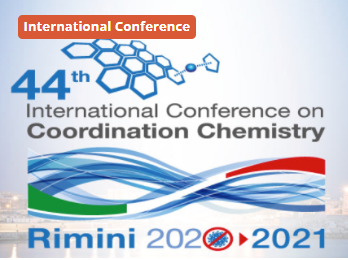 International Conference
44th
International Conference on
Coordination Chemistry
Rimini 2020 2021